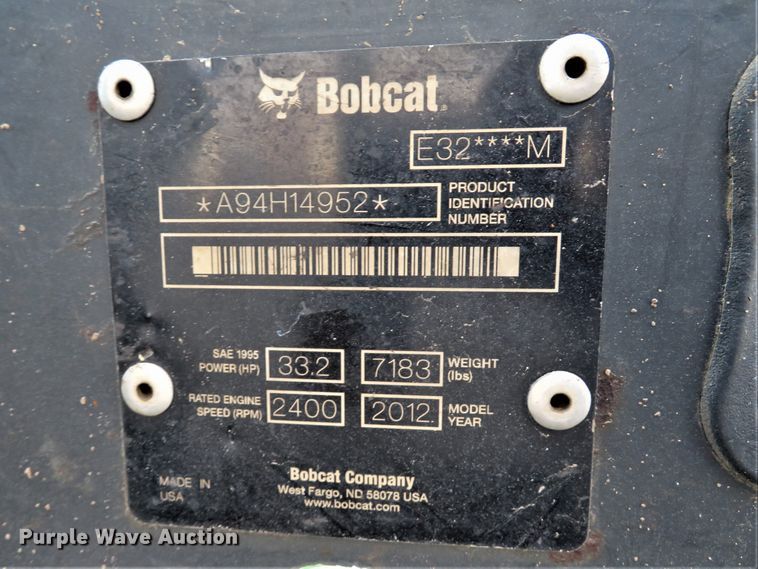 Bobcat
E32****M
*A94H14952*
PRODUCT
IDENTIFICATION
NUMBER
SAE 1995
POWER (HP)
33.2
7183
WEIGHT
(lbs)
RATED ENGINE
SPEED (RPM)
2400
2012
MODEL
YEAR
MADE IN
USA
Bobcat Company
West Fargo, ND 58078 USA
www.bobcat.com
Purple Wave Auction